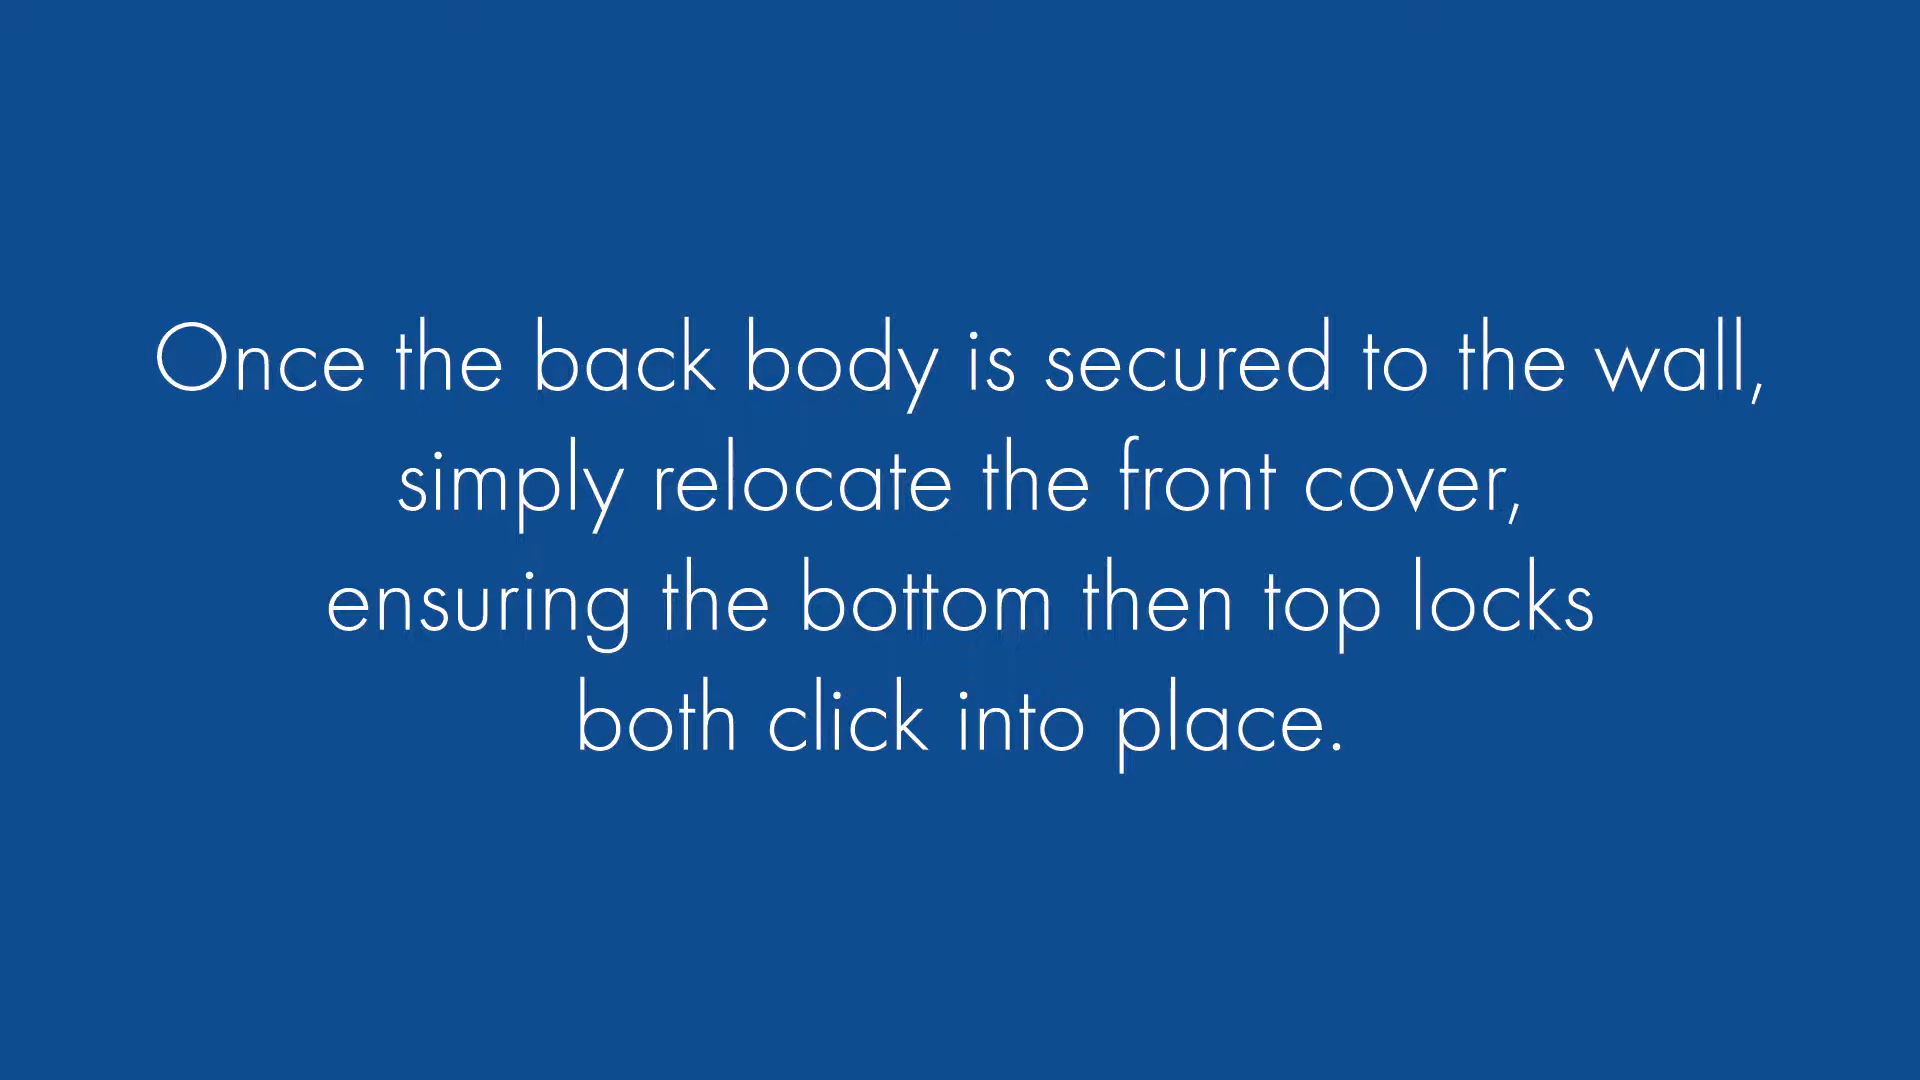 Once the back body is secured to the wall,
simply relocate the front cover,
ensuring the bottom then top locks
both click into place.